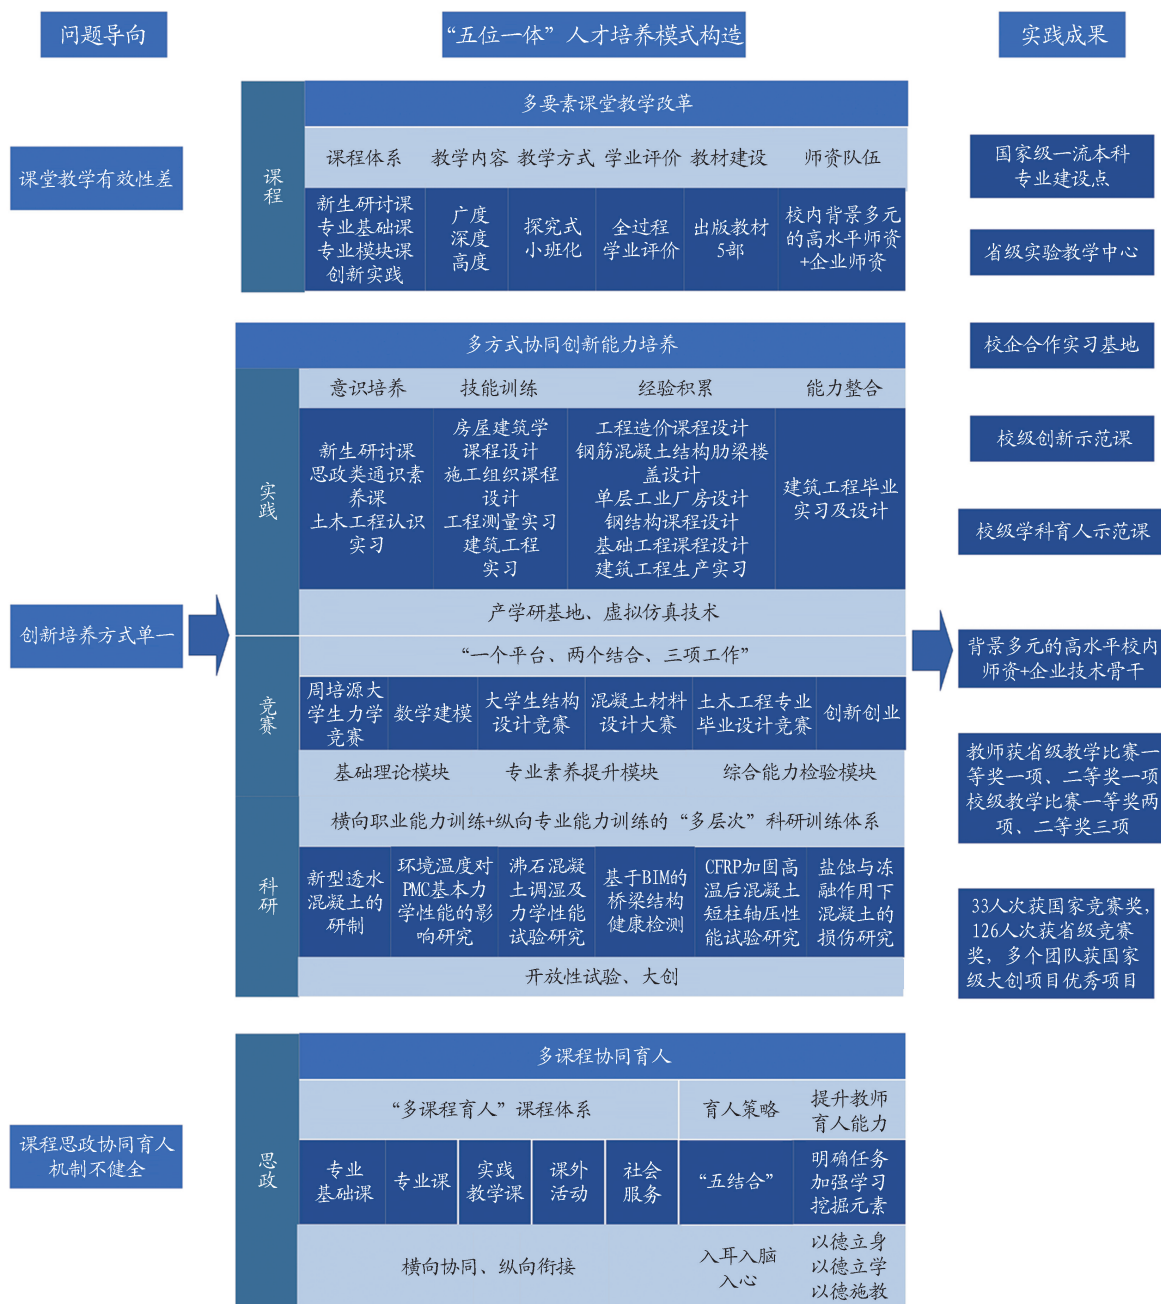 问题导向
“五位一体”人才培养模式构造
实践成果
课堂教学有效性差
创新培养方式单一
课程思政协同育人
机制不健全
课程
多要素课堂教学改革
课程体系
教学内容
教学方式
学业评价
教材建设
师资队伍
新生研讨课
专业基础课
专业模块课
创新实践
广度
深度
高度
探究式
小班化
全过程
学业评价
出版教材
5部
校内背景多元
的高水平师资
+企业师资
实践
多方式协同创新能力培养
意识培养
技能训练
经验积累
能力整合
新生研讨课
思政类通识素
养课
土木工程认识
实习
房屋建筑学
课程设计
施工组织课程
设计
工程测量实习
建筑工程
实习
工程造价课程设计
钢筋混凝土结构肋梁楼
盖设计
单层工业厂房设计
钢结构课程设计
基础工程课程设计
建筑工程生产实习
建筑工程毕业
实习及设计
产学研基地、虚拟仿真技术
竞赛
“一个平台、两个结合、三项工作”
周培源大
学生力学
竞赛
数学建模
大学生结构
设计竞赛
混凝土材料
设计大赛
土木工程专业
毕业设计竞赛
创新创业
基础理论模块
专业素养提升模块
综合能力检验模块
科研
横向职业能力训练+纵向专业能力训练的“多层次”科研训练体系
新型透水
混凝土的
研制
环境温度对
PMC基本力
学性能的影
响研究
沸石混凝
土调湿及
力学性能
试验研究
基于BIM的
桥梁结构
健康检测
CFRP加固高
温后混凝土
短柱轴压性
能试验研究
盐蚀与冻
融作用下
混凝土的
损伤研究
开放性试验、大创
思政
多课程协同育人
“多课程育人”课程体系
育人策略
提升教师
育人能力
专业
基础课
专业课
实践
教学课
课外
活动
社会
服务
“五结合”
明确任务
加强学习
挖掘元素
横向协同、纵向衔接
入耳入脑
入心
以德立身
以德立学
以德施教
国家级一流本科
专业建设点
省级实验教学中心
校企合作实习基地
校级创新示范课
校级学科育人示范课
背景多元的高水平校内
师资+企业技术骨干
教师获省级教学比赛一
等奖一项、二等奖一项
校级教学比赛一等奖两
项、二等奖三项
33人次获国家竞赛奖，
126人次获省级竞赛
奖，多个团队获国家
级大创项目优秀项目